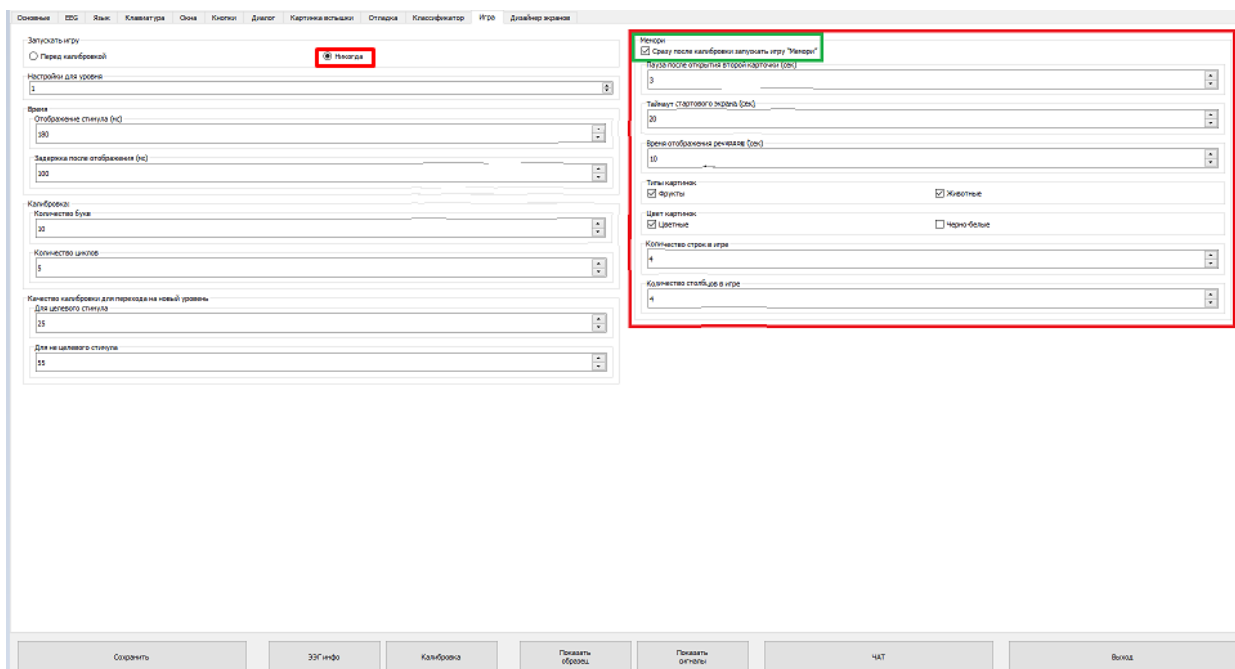 Основные EEG Язык Клавиатура Окна Кнопки Диалог Картинка вспышки Отладка Классификатор Игра Дизайнер экранов
Запускать игру
Перед калибровкой Никогда
Настройки для уровня
1
Время
Отображение стимула (мс)
180
Задержка после отображения (мс)
100
Калибровка:
Количество букв
10
Количество циклов
5
Качество калибровки для перехода на новый уровень
Для целевого стимула
25
Для не целевого стимула
55
Мемори
Сразу после калибровки запускать игру "Мемори"
Пауза после открытия второй карточки (сек)
3
Таймаут стартового экрана (сек)
20
Время отображения рекордов (сек)
10
Типы картинок
Фрукты Животные
Цвет картинок
Цветные Черно-белые
Количество строк в игре
4
Количество столбцов в игре
4
Сохранить ЭЭГ инфо Калибровка Показать образец Показать сигналы ЧАТ Выход